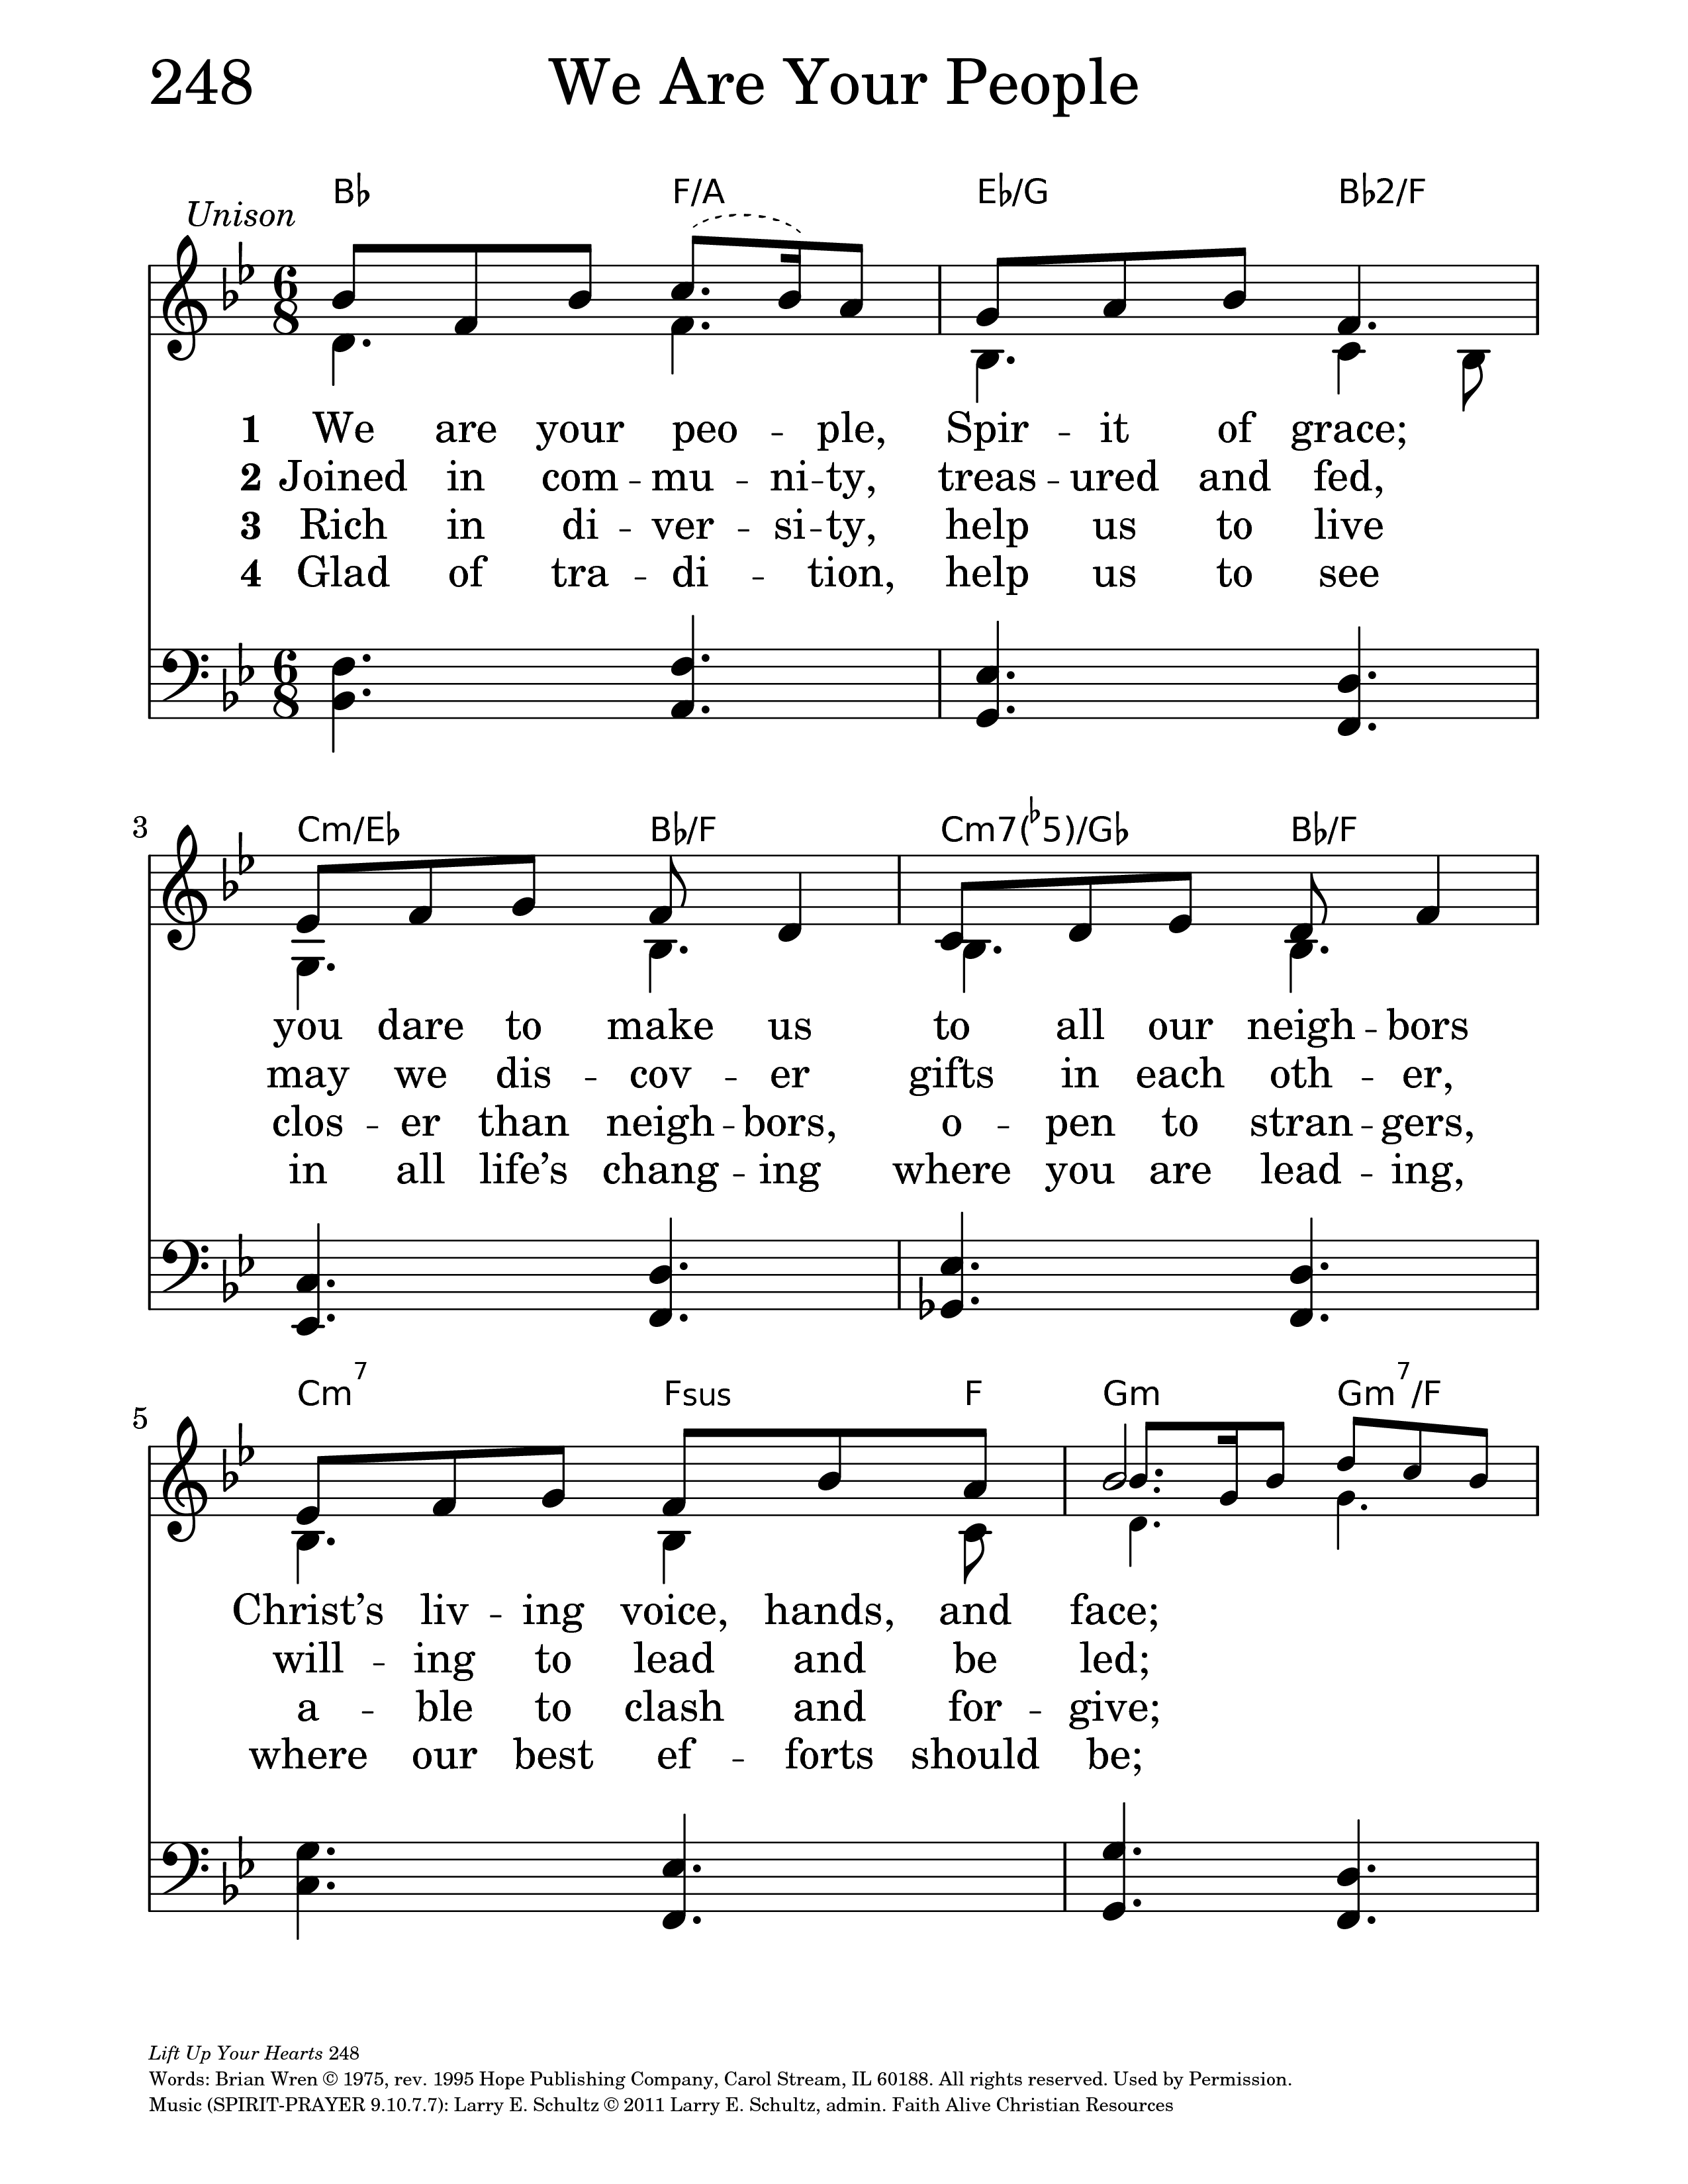 248 We Are Your People
B♭ F/A E♭/G B♭2/F
Unison
6 8
1 We are your peo - ple, Spir - it of grace;
2 Joined in com - mu - ni - ty, treas - ured and fed,
3 Rich in di - ver - si - ty, help us to live
4 Glad of tra - di - tion, help us to see
6 8
3 Cm/E♭ B♭/F Cm7(♭5)/G♭ B♭/F
you dare to make us to all our neigh - bors
may we dis - cov - er gifts in each oth - er,
clos - er than neigh - bors, o - pen to stran - gers,
in all life’s chang - ing where you are lead - ing,
5 Cm7 Fsus F Gm Gm7/F
Christ’s liv - ing voice, hands, and face;
will - ing to lead and be led;
a - ble to clash and for - give;
where our best ef - forts should be;
Lift Up Your Hearts 248
Words: Brian Wren © 1975, rev. 1995 Hope Publishing Company, Carol Stream, IL 60188. All rights reserved. Used by Permission.
Music (SPIRIT-PRAYER 9.10.7.7): Larry E. Schultz © 2011 Larry E. Schultz, admin. Faith Alive Christian Resources